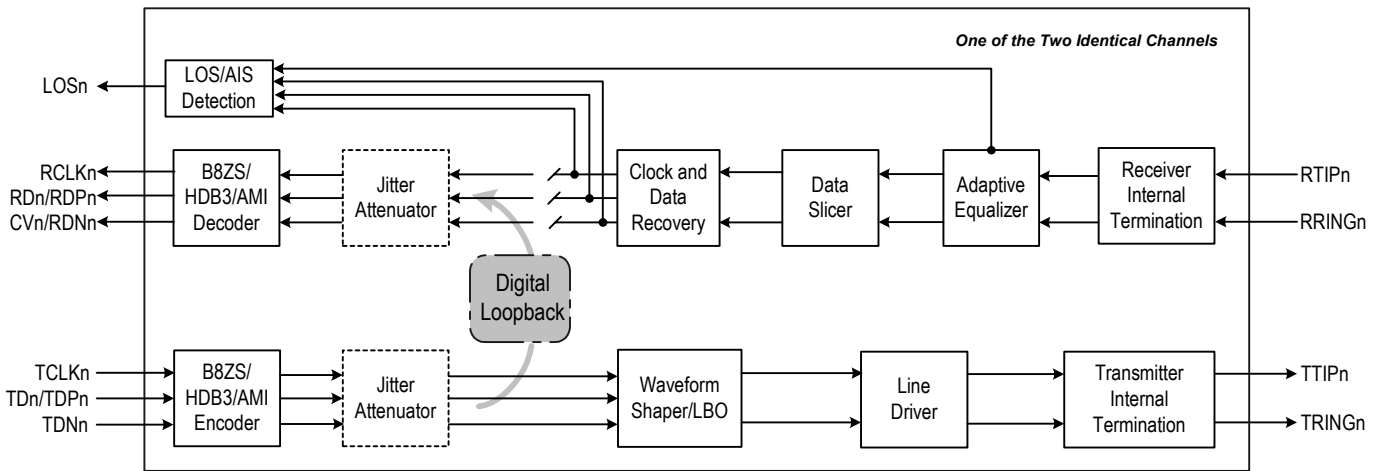 One of the Two Identical Channels
LOSn
LOS/AIS
Detection
RCLKn
RDn/RDPn
CVn/RDNn
B8ZS/
HDB3/AMI
Decoder
Jitter
Attenuator
Clock and
Data
Recovery
Data
Slicer
Adaptive
Equalizer
Receiver
Internal
Termination
RTIPn
RRINGn
Digital
Loopback
TCLKn
TDn/TDPn
TDNn
B8ZS/
HDB3/AMI
Encoder
Jitter
Attenuator
Waveform
Shaper/LBO
Line
Driver
Transmitter
Internal
Termination
TTIPn
TRINGn